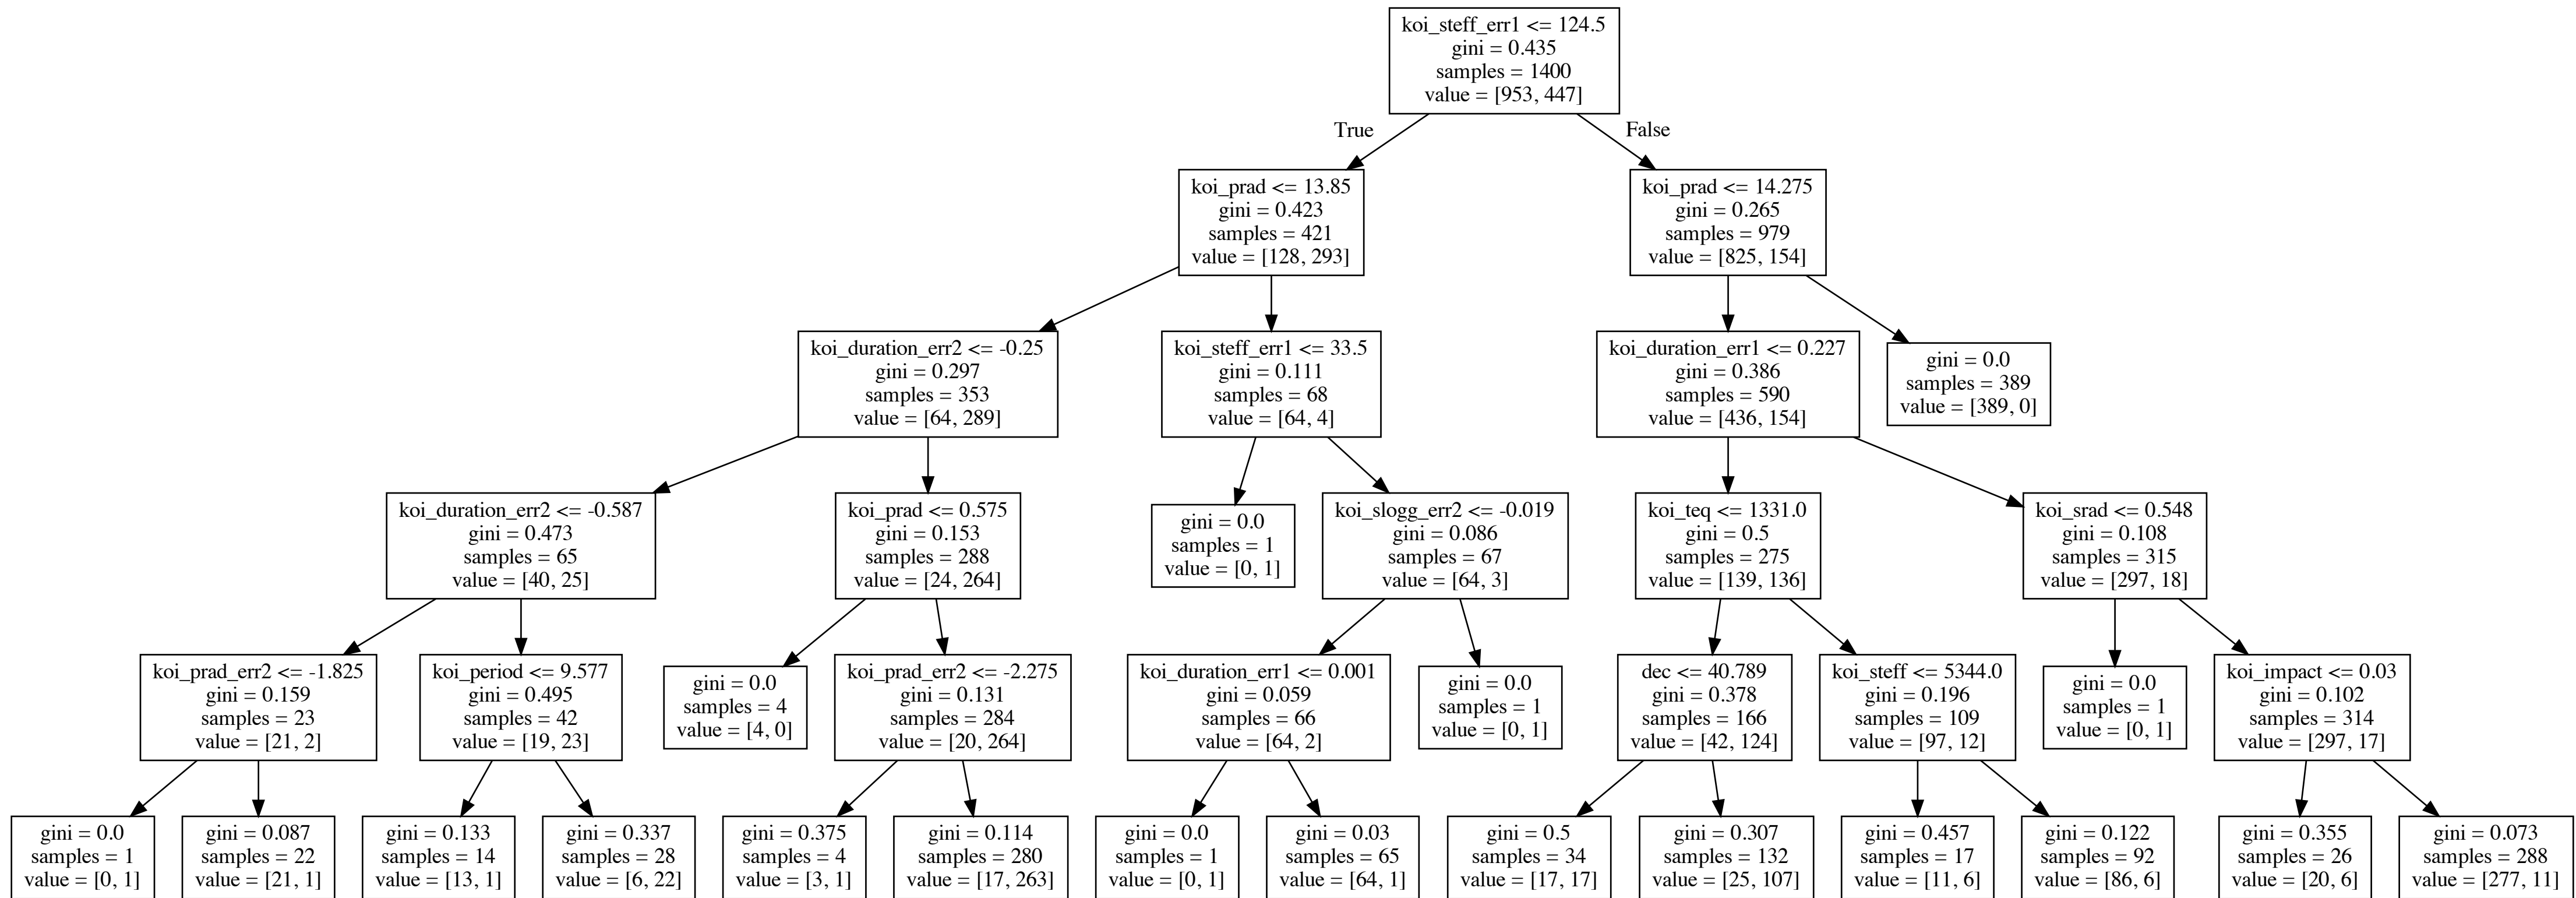 koi_steff_err1 <= 124.5
gini = 0.435
samples = 1400
value = [953, 447]
True
False
koi_prad <= 13.85
gini = 0.423
samples = 421
value = [128, 293]
koi_prad <= 14.275
gini = 0.265
samples = 979
value = [825, 154]
koi_duration_err2 <= -0.25
gini = 0.297
samples = 353
value = [64, 289]
koi_steff_err1 <= 33.5
gini = 0.111
samples = 68
value = [64, 4]
koi_duration_err1 <= 0.227
gini = 0.386
samples = 590
value = [436, 154]
gini = 0.0
samples = 389
value = [389, 0]
koi_duration_err2 <= -0.587
gini = 0.473
samples = 65
value = [40, 25]
koi_prad <= 0.575
gini = 0.153
samples = 288
value = [24, 264]
gini = 0.0
samples = 1
value = [0, 1]
koi_slogg_err2 <= -0.019
gini = 0.086
samples = 67
value = [64, 3]
koi_teq <= 1331.0
gini = 0.5
samples = 275
value = [139, 136]
koi_srad <= 0.548
gini = 0.108
samples = 315
value = [297, 18]
koi_prad_err2 <= -1.825
gini = 0.159
samples = 23
value = [21, 2]
koi_period <= 9.577
gini = 0.495
samples = 42
value = [19, 23]
gini = 0.0
samples = 4
value = [4, 0]
koi_prad_err2 <= -2.275
gini = 0.131
samples = 284
value = [20, 264]
koi_duration_err1 <= 0.001
gini = 0.059
samples = 66
value = [64, 2]
gini = 0.0
samples = 1
value = [0, 1]
dec <= 40.789
gini = 0.378
samples = 166
value = [42, 124]
koi_steff <= 5344.0
gini = 0.196
samples = 109
value = [97, 12]
gini = 0.0
samples = 1
value = [0, 1]
koi_impact <= 0.03
gini = 0.102
samples = 314
value = [297, 17]
gini = 0.0
samples = 1
value = [0, 1]
gini = 0.087
samples = 22
value = [21, 1]
gini = 0.133
samples = 14
value = [13, 1]
gini = 0.337
samples = 28
value = [6, 22]
gini = 0.375
samples = 4
value = [3, 1]
gini = 0.114
samples = 280
value = [17, 263]
gini = 0.0
samples = 1
value = [0, 1]
gini = 0.03
samples = 65
value = [64, 1]
gini = 0.5
samples = 34
value = [17, 17]
gini = 0.307
samples = 132
value = [25, 107]
gini = 0.457
samples = 17
value = [11, 6]
gini = 0.122
samples = 92
value = [86, 6]
gini = 0.355
samples = 26
value = [20, 6]
gini = 0.073
samples = 288
value = [277, 11]